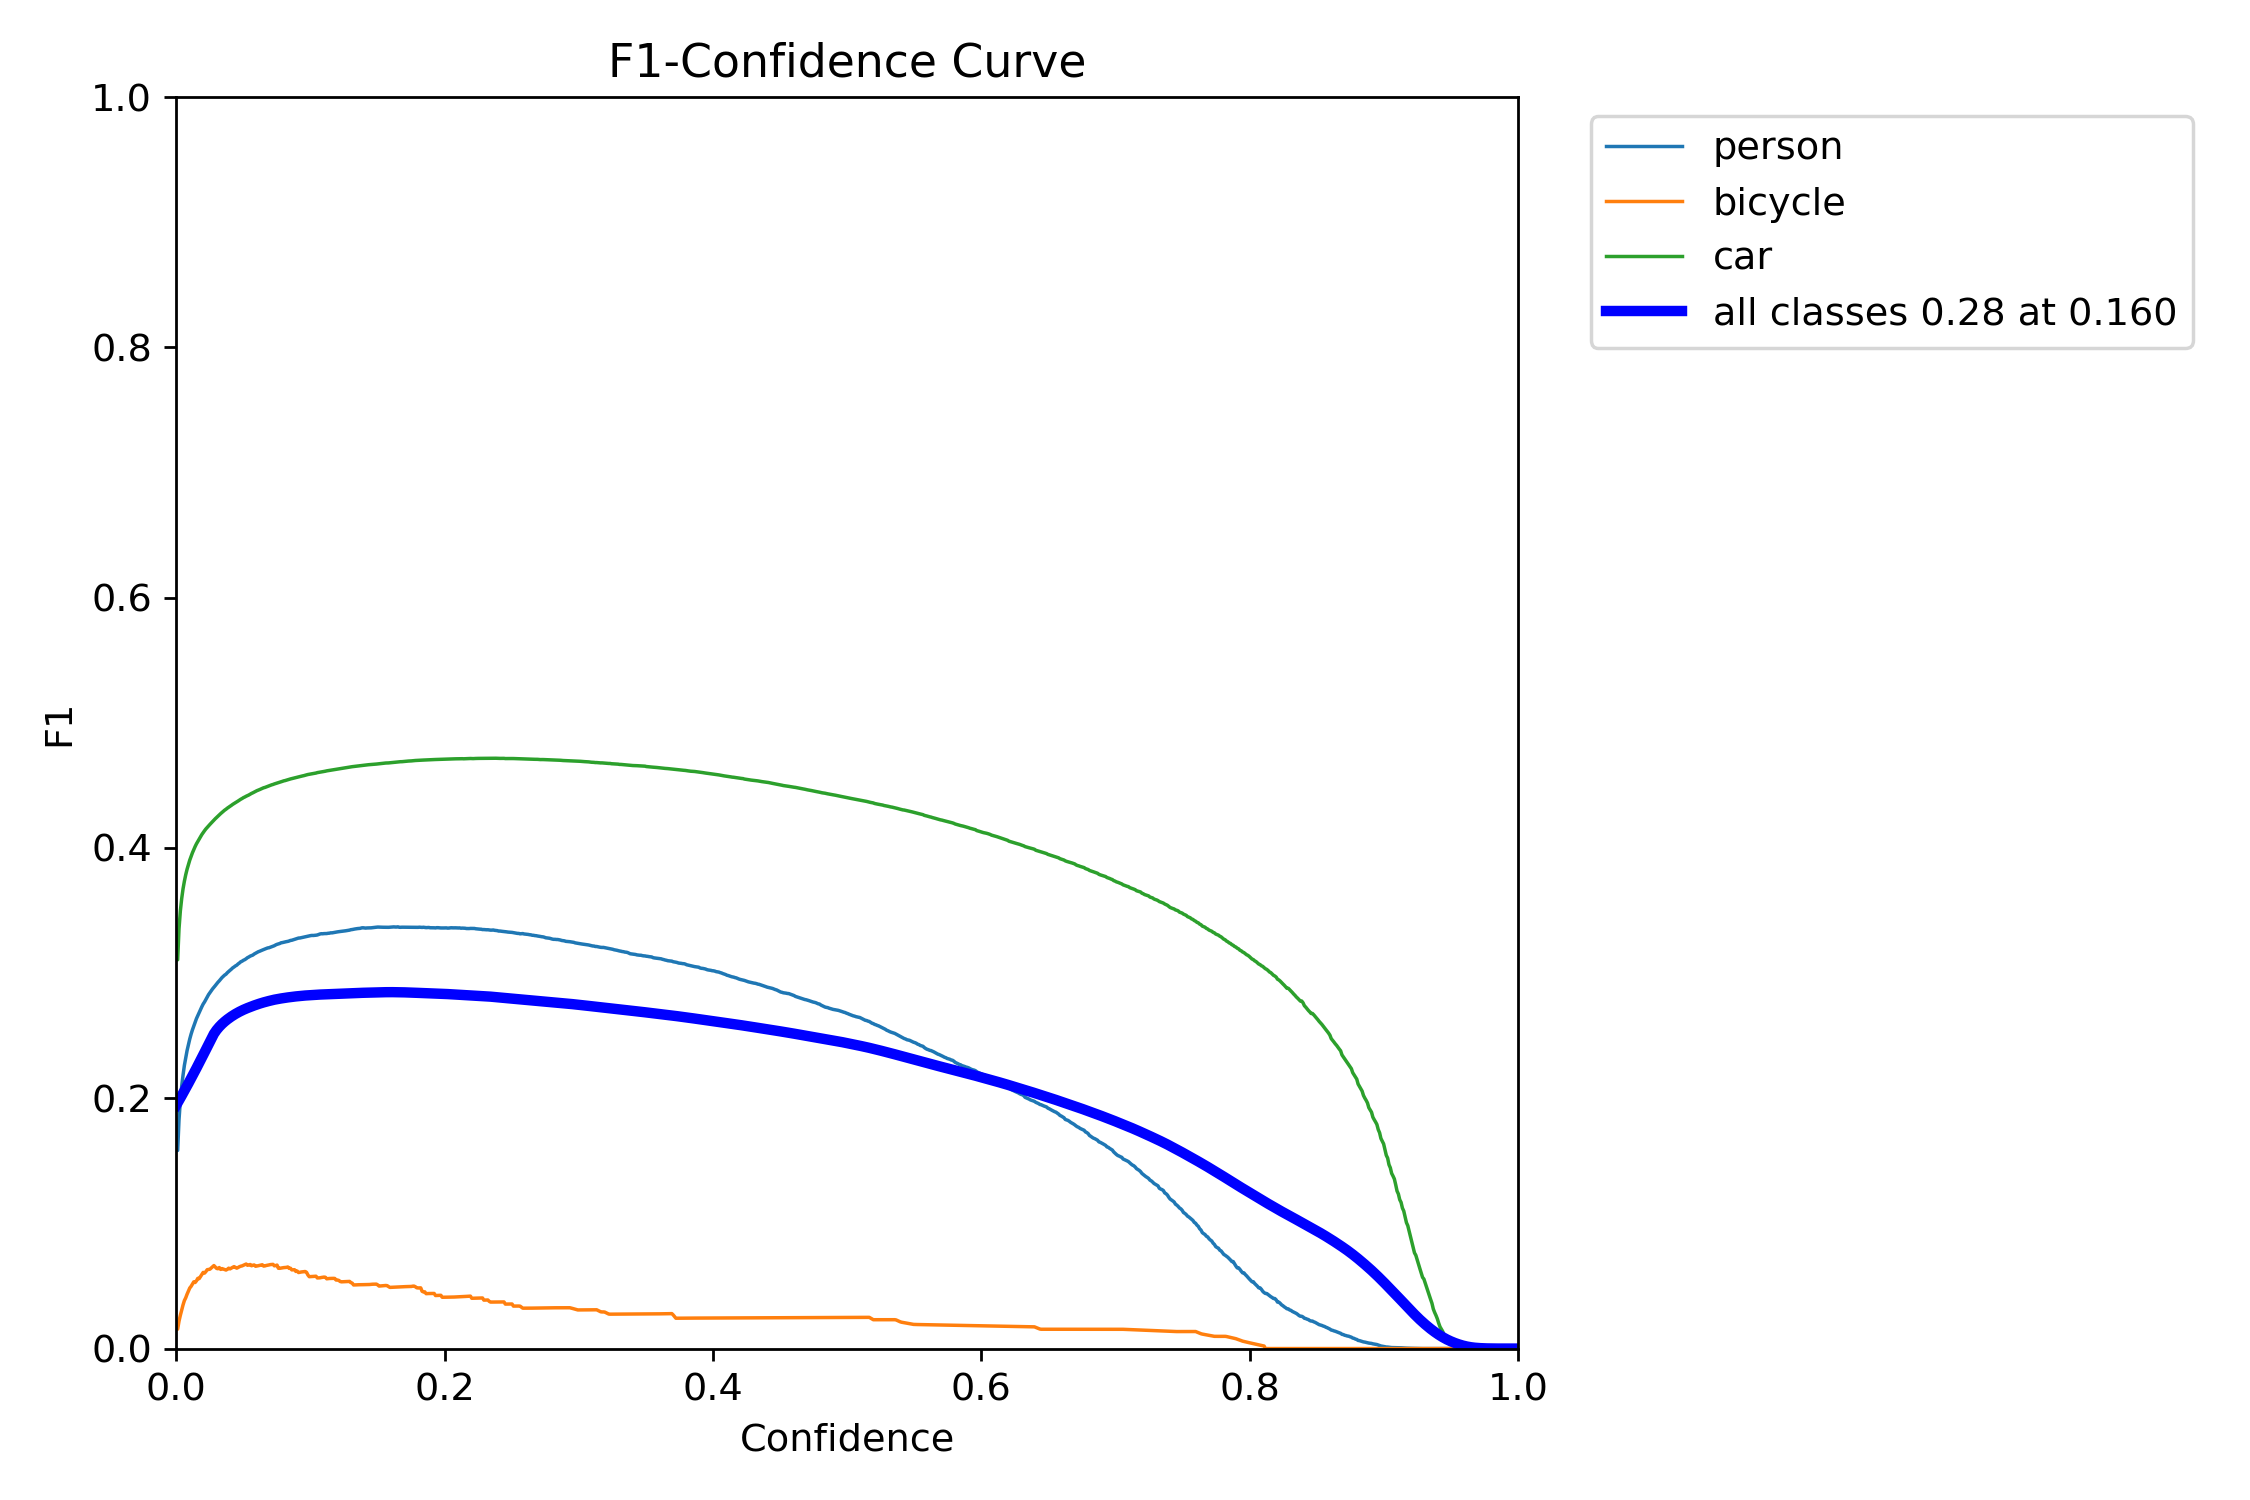 F1-Confidence Curve
1.0
0.8
0.6
0.4
0.2
0.0
F1
0.0 0.2 0.4 0.6 0.8 1.0
Confidence
person
bicycle
car
all classes 0.28 at 0.160